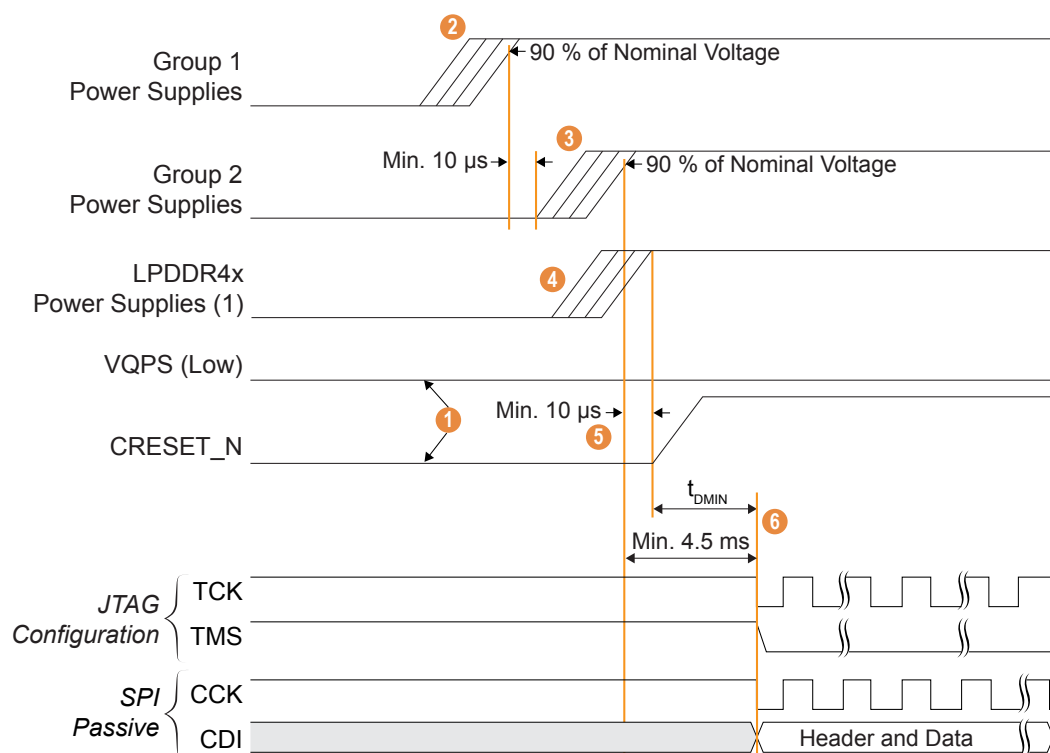 2
Group 1
Power Supplies
90 % of Nominal Voltage
3
Min. 10 µs
Group 2
Power Supplies
90 % of Nominal Voltage
LPDDR4x
Power Supplies (1)
4
VQPS (Low)
1
Min. 10 µs
5
CRESET_N
tDMIN
6
Min. 4.5 ms
JTAG
Configuration
TCK
TMS
SPI
Passive
CCK
CDI
Header and Data